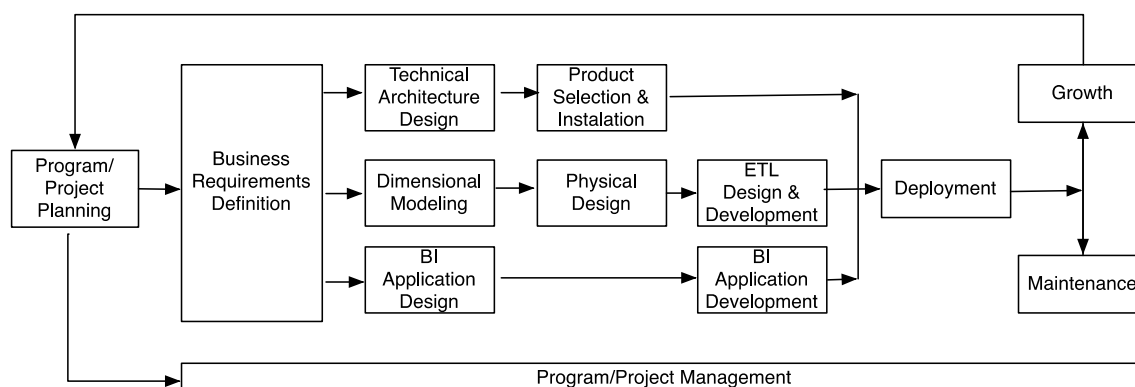 Program/
Project
Planning
Business
Requirements
Definition
Technical
Architecture
Design
Product
Selection &
Instalation
Dimensional
Modeling
Physical
Design
ETL
Design &
Development
BI
Application
Design
BI
Application
Development
Deployment
Growth
Maintenance
Program/Project Management